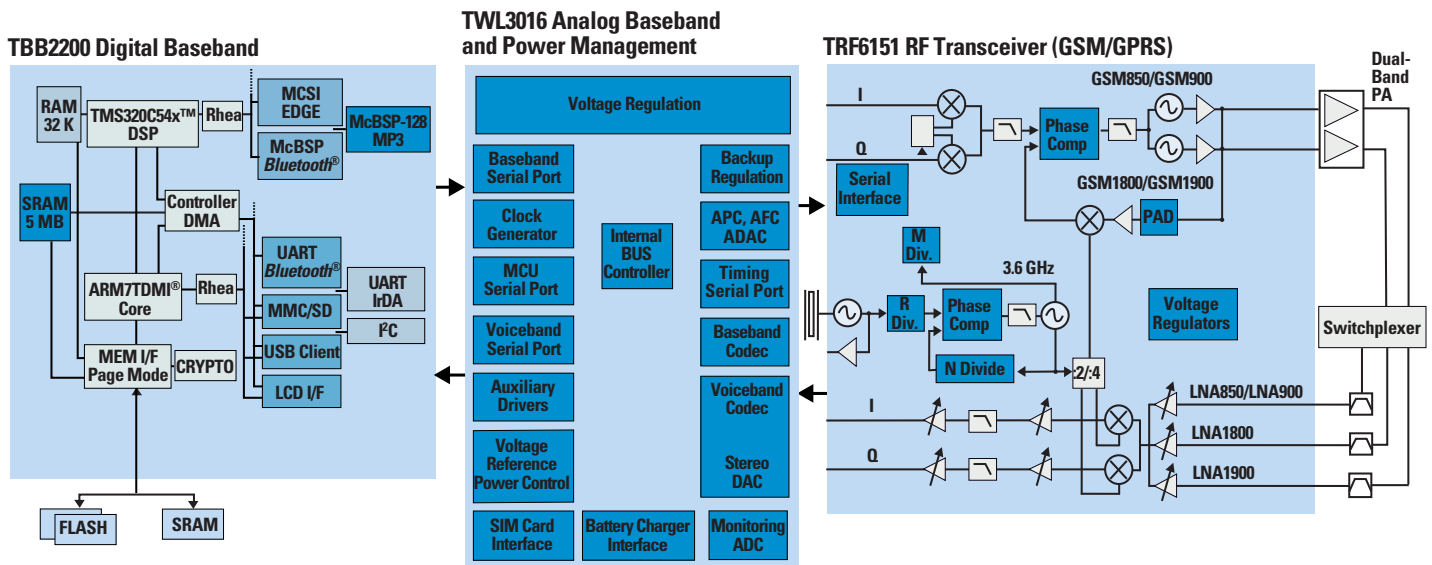 TBB2200 Digital Baseband
RAM
32 K
TMS320C54x™
DSP
Rhea
MCSI
EDGE
McBSP
Bluetooth®
McBSP-128
MP3
SRAM
5 MB
Controller
DMA
ARM7TDMI®
Core
Rhea
UART
Bluetooth®
UART
IrDA
MMC/SD
I²C
USB Client
LCD I/F
MEM I/F
Page Mode
CRYPTO
FLASH
SRAM
TWL3016 Analog Baseband
and Power Management
Voltage Regulation
Baseband
Serial Port
Clock
Generator
MCU
Serial Port
Voiceband
Serial Port
Auxiliary
Drivers
Voltage
Reference
Power Control
SIM Card
Interface
Internal
BUS
Controller
Battery Charger
Interface
Backup
Regulation
APC, AFC
ADAC
Timing
Serial Port
Baseband
Codec
Voiceband
Codec
Stereo
DAC
Monitoring
ADC
TRF6151 RF Transceiver (GSM/GPRS)
I
Q
Serial
Interface
Phase
Comp
GSM850/GSM900
GSM1800/GSM1900
PAD
M
Div.
3.6 GHz
R
Div.
Phase
Comp
N Divide
:2/:4
Voltage
Regulators
I
Q
LNA850/LNA900
LNA1800
LNA1900
Dual-
Band
PA
Switchplexer